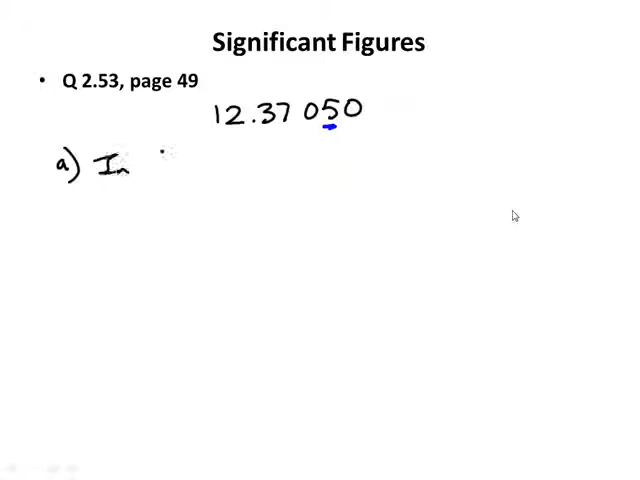 Significant Figures
• Q 2.53, page 49
12.37 050
a) In